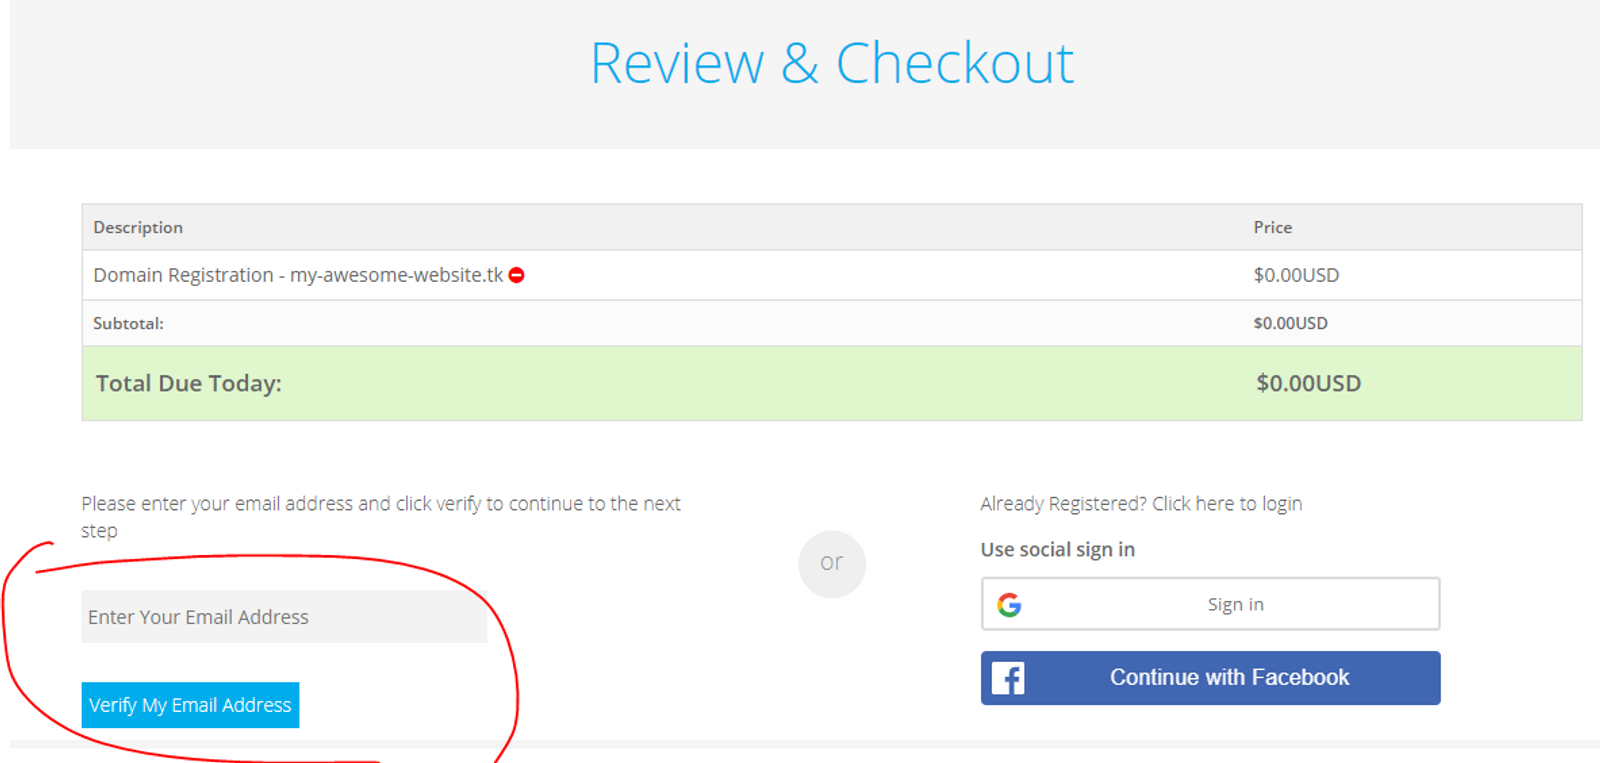 Review & Checkout
Description Price
Domain Registration - my-awesome-website.tk $0.00USD
Subtotal: $0.00USD
Total Due Today: $0.00USD
Please enter your email address and click verify to continue to the next
step
Enter Your Email Address
Verify My Email Address
or
Already Registered? Click here to login
Use social sign in
Sign in
Continue with Facebook